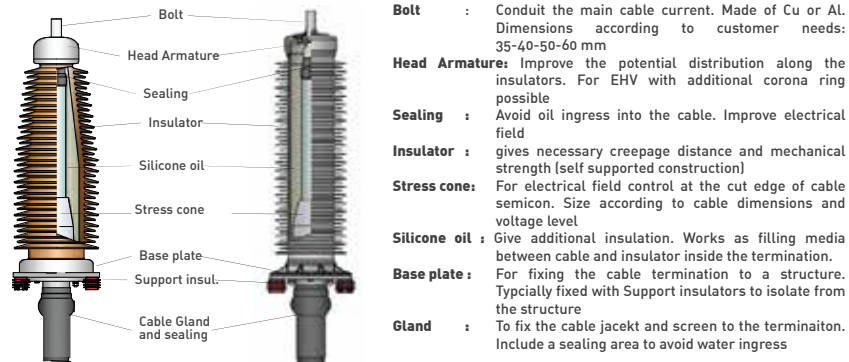 Bolt
Head Armature
Sealing
Insulator
Silicone oil
Stress cone
Base plate
Support insul.
Cable Gland
and sealing
Bolt : Conduit the main cable current. Made of Cu or Al.
Dimensions according to customer needs:
35-40-50-60 mm
Head Armature: Improve the potential distribution along the
insulators. For EHV with additional corona ring
possible
Sealing : Avoid oil ingress into the cable. Improve electrical
field
Insulator : gives necessary creepage distance and mechanical
strength (self supported construction)
Stress cone: For electrical field control at the cut edge of cable
semicon. Size according to cable dimensions and
voltage level
Silicone oil : Give additional insulation. Works as filling media
between cable and insulator inside the termination.
Base plate : For fixing the cable termination to a structure.
Typcially fixed with Support insulators to isolate from
the structure
Gland : To fix the cable jacekt and screen to the terminaiton.
Include a sealing area to avoid water ingress